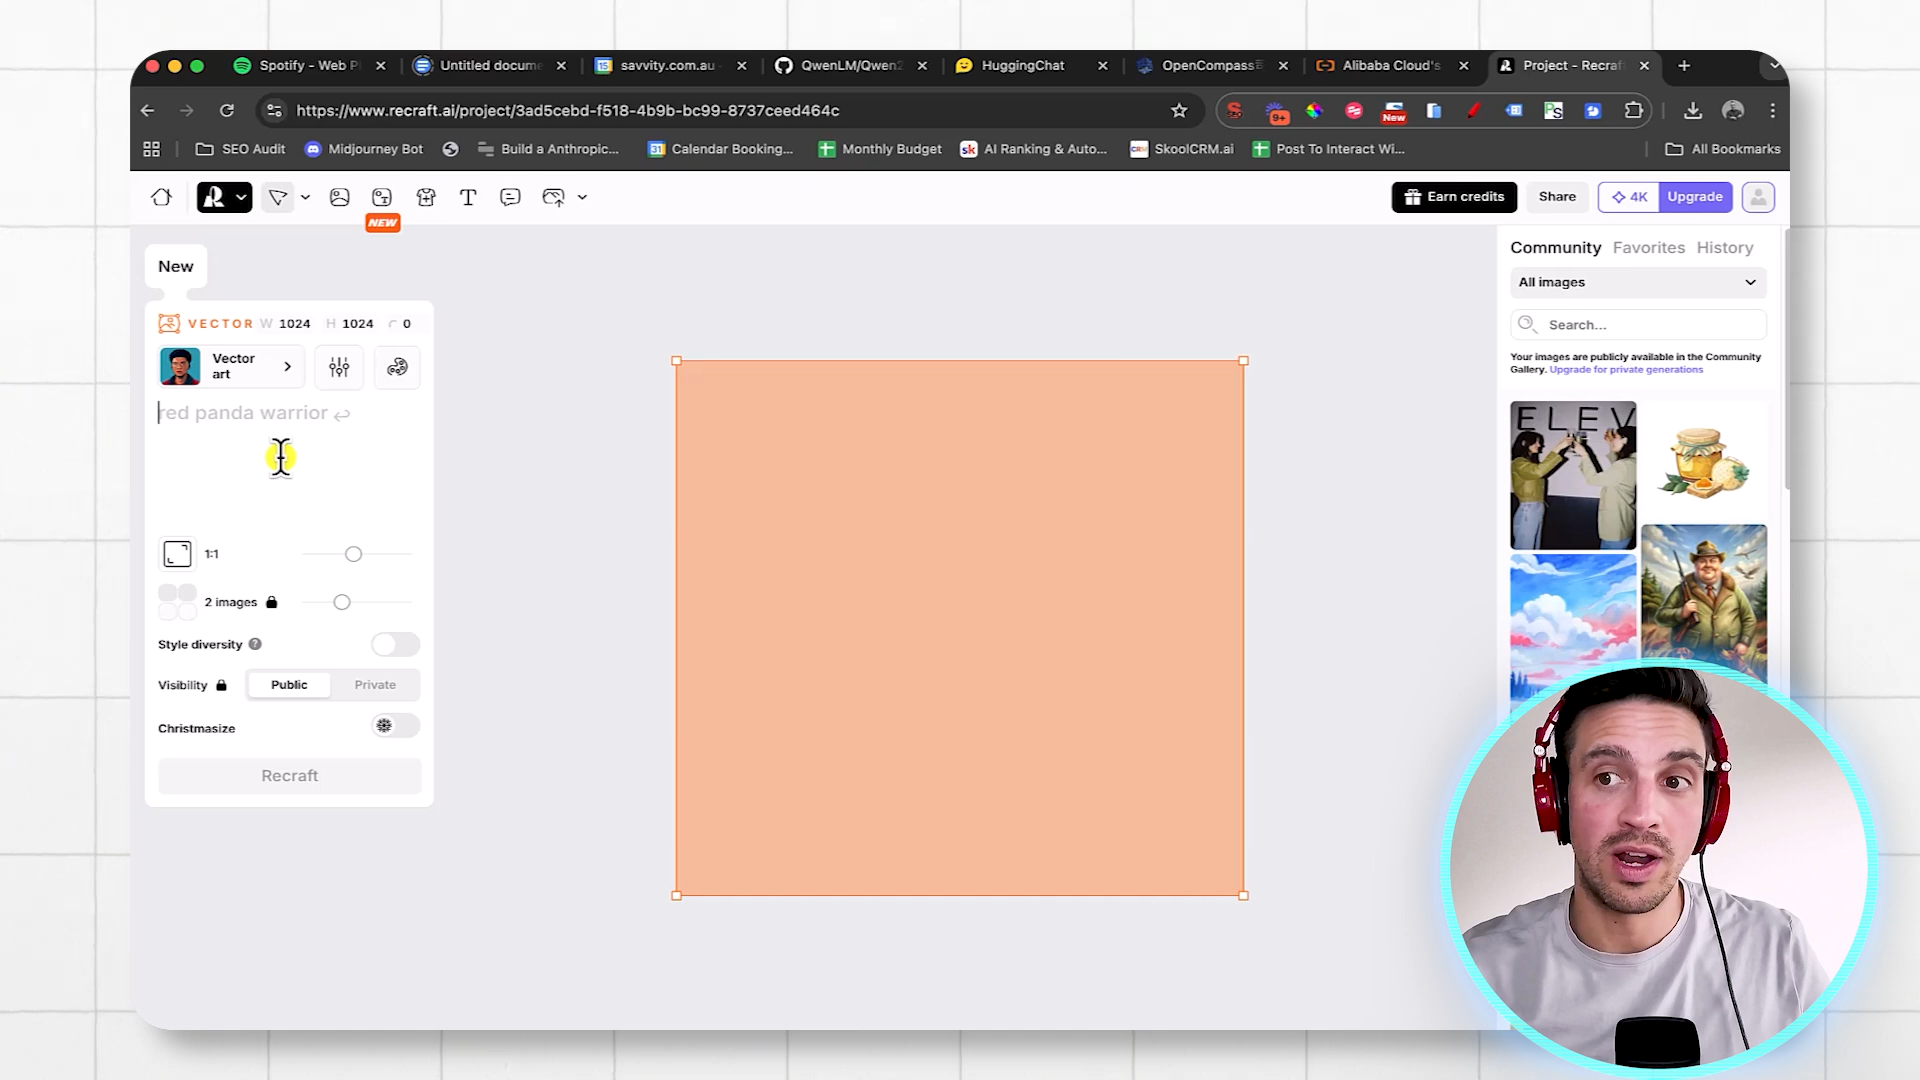 Spotify - Web P
Untitled docume
savvity.com.au -
QwenLM/Qwen2
HuggingChat
OpenCompass
Alibaba Cloud's
Project - Recraf
https://www.recraft.ai/project/3ad5cebd-f518-4b9b-bc99-8737ceed464c
9+
New
SEO Audit
Midjourney Bot
Build a Anthropic...
Calendar Booking...
Monthly Budget
sk AI Ranking & Auto...
CRM SkoolCRM.ai
Post To Interact Wi...
All Bookmarks
T
NEW
Earn credits
Share
4K
Upgrade
New
VECTOR W 1024 H 1024 0
Vector
art
red panda warrior
1:1
2 images
Style diversity ?
Visibility
Public
Private
Christmasize
Recraft
Community
Favorites
History
All images
Search...
Your images are publicly available in the Community
Gallery. Upgrade for private generations
ELEV